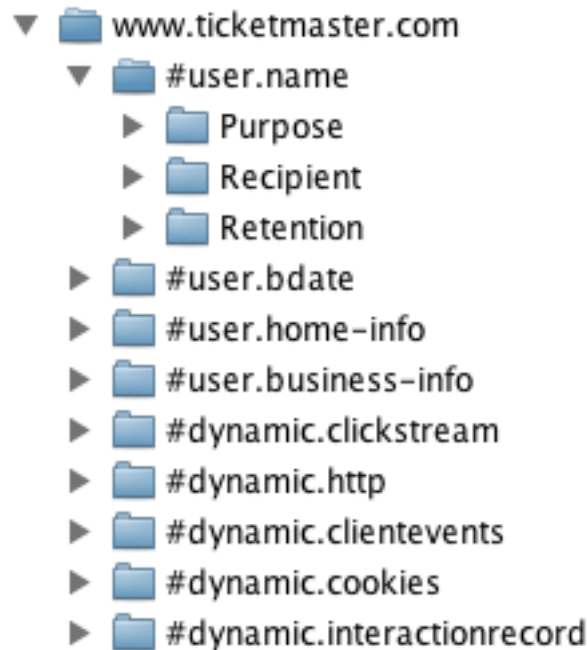 www.ticketmaster.com
#user.name
Purpose
Recipient
Retention
#user.bdate
#user.home-info
#user.business-info
#dynamic.clickstream
#dynamic.http
#dynamic.clientevents
#dynamic.cookies
#dynamic.interactionrecord